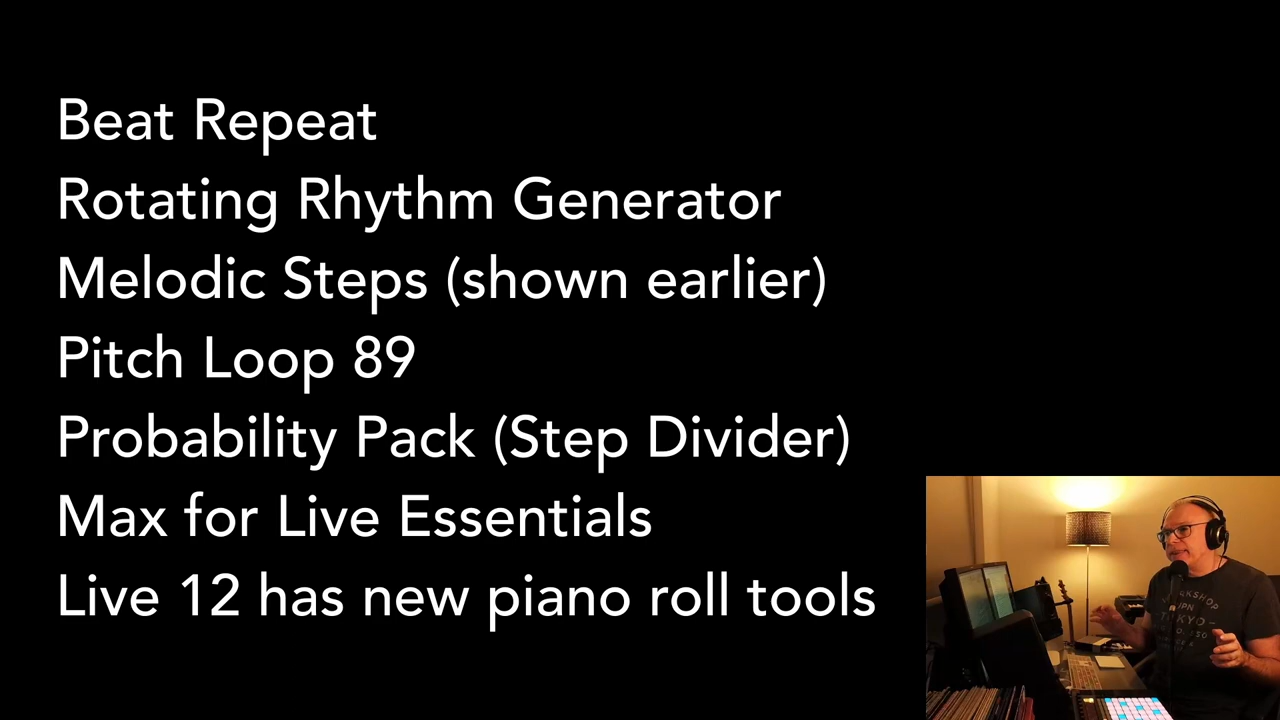 Beat Repeat
Rotating Rhythm Generator
Melodic Steps (shown earlier)
Pitch Loop 89
Probability Pack (Step Divider)
Max for Live Essentials
Live 12 has new piano roll tools
TOKYO-